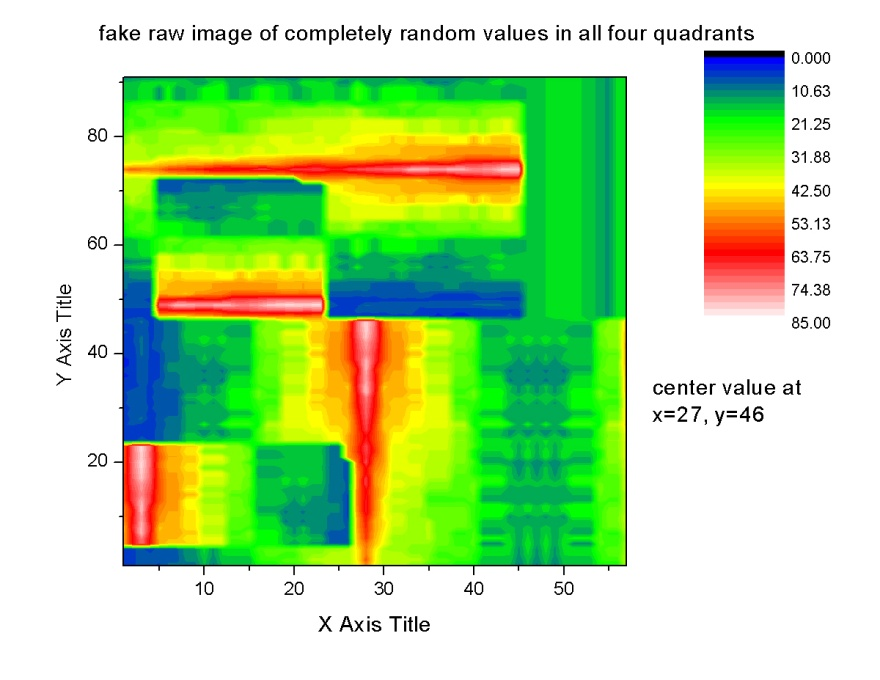 fake raw image of completely random values in all four quadrants
0.000
10.63
21.25
31.88
42.50
53.13
63.75
74.38
85.00
80
60
40
20
Y Axis Title
10 20 30 40 50
X Axis Title
center value at
x=27, y=46